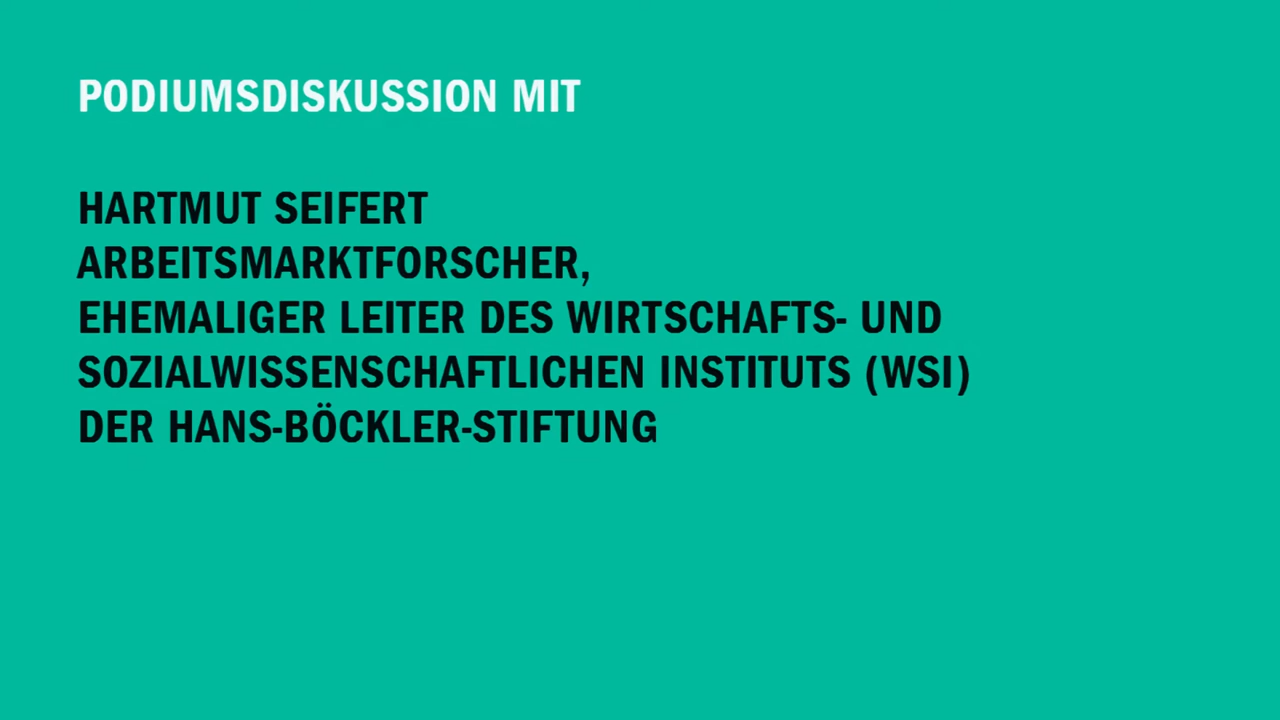 PODIUMSDISKUSSION MIT
HARTMUT SEIFERT
ARBEITSMARKTFORSCHER,
EHEMALIGER LEITER DES WIRTSCHAFTS- UND
SOZIALWISSENSCHAFTLICHEN INSTITUTS (WSI)
DER HANS-BÖCKLER-STIFTUNG